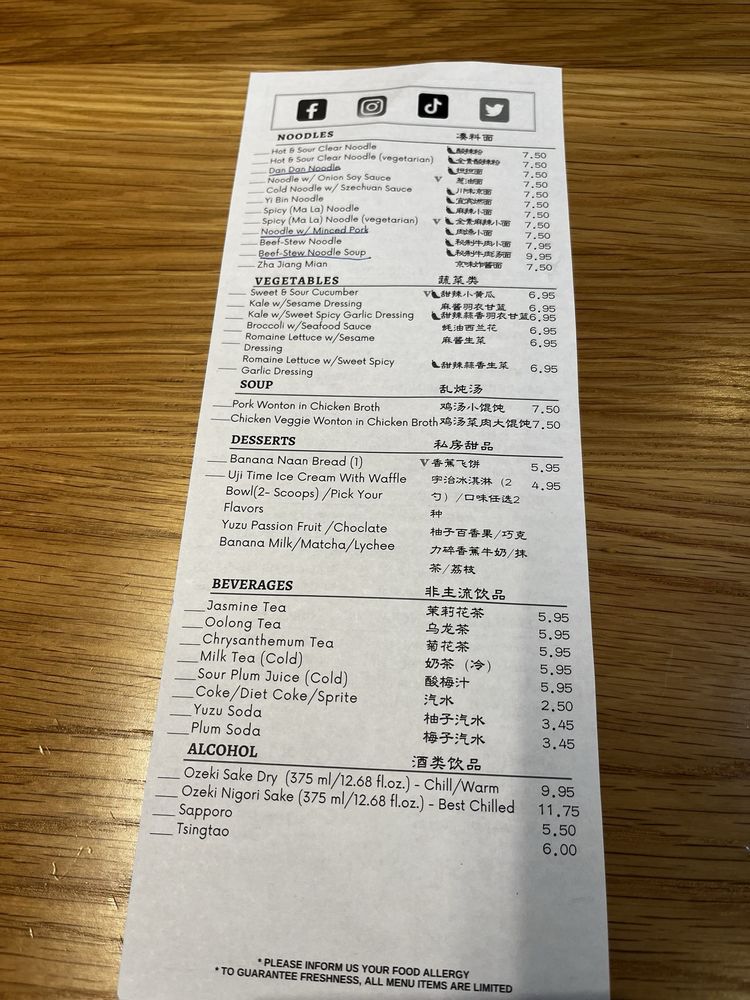 NOODLES 凑料面
Hot & Sour Clear Noodle 酸辣粉 7.50
Hot & Sour Clear Noodle (vegetarian) 全素酸辣粉 7.50
Dan Dan Noodle 担担面 7.50
Noodle w/ Onion Soy Sauce V 葱油面 7.50
Cold Noodle w/ Szechuan Sauce 川味凉面 7.50
Yi Bin Noodle 宜宾燃面 7.50
Spicy (Ma La) Noodle 麻辣小面 7.50
Spicy (Ma La) Noodle (vegetarian) V 全素麻辣小面 7.50
Noodle w/ Minced Pork 肉燥小面 7.50
Beef-Stew Noodle 秘制牛肉小面 7.95
Beef-Stew Noodle Soup 秘制牛肉汤面 9.95
Zha Jiang Mian 京味炸酱面 7.50
VEGETABLES 蔬菜类
Sweet & Sour Cucumber V 甜辣小黄瓜 6.95
Kale w/Sesame Dressing 麻酱羽衣甘蓝
Kale w/Sweet Spicy Garlic Dressing 甜辣蒜香羽衣甘蓝 6.95
Broccoli w/Seafood Sauce 蚝油西兰花 6.95
Romaine Lettuce w/Sesame 麻酱生菜 6.95
Dressing
Romaine Lettuce w/Sweet Spicy 甜辣蒜香生菜 6.95
Garlic Dressing
SOUP 乱炖汤
Pork Wonton in Chicken Broth 鸡汤小馄饨 7.50
Chicken Veggie Wonton in Chicken Broth 鸡汤菜肉大馄饨 7.50
DESSERTS 私房甜品
Banana Naan Bread (1) V 香蕉飞饼 5.95
Uji Time Ice Cream With Waffle 宇治冰淇淋 (2 4.95
Bowl(2- Scoops) /Pick Your 勺) /口味任选2
Flavors 种
Yuzu Passion Fruit /Choclate 柚子百香果/巧克
Banana Milk/Matcha/Lychee 力碎香蕉牛奶/抹
茶/荔枝
BEVERAGES 非主流饮品
Jasmine Tea 茉莉花茶 5.95
Oolong Tea 乌龙茶 5.95
Chrysanthemum Tea 菊花茶 5.95
Milk Tea (Cold) 奶茶 (冷) 5.95
Sour Plum Juice (Cold) 酸梅汁 5.95
Coke/Diet Coke/Sprite 汽水 2.50
Yuzu Soda 柚子汽水 3.45
Plum Soda 梅子汽水 3.45
ALCOHOL 酒类饮品
Ozeki Sake Dry (375 ml/12.68 fl.oz.) - Chill/Warm 9.95
Ozeki Nigori Sake (375 ml/12.68 fl.oz.) - Best Chilled 11.75
Sapporo 5.50
Tsingtao 6.00
* PLEASE INFORM US YOUR FOOD ALLERGY
* TO GUARANTEE FRESHNESS, ALL MENU ITEMS ARE LIMITED